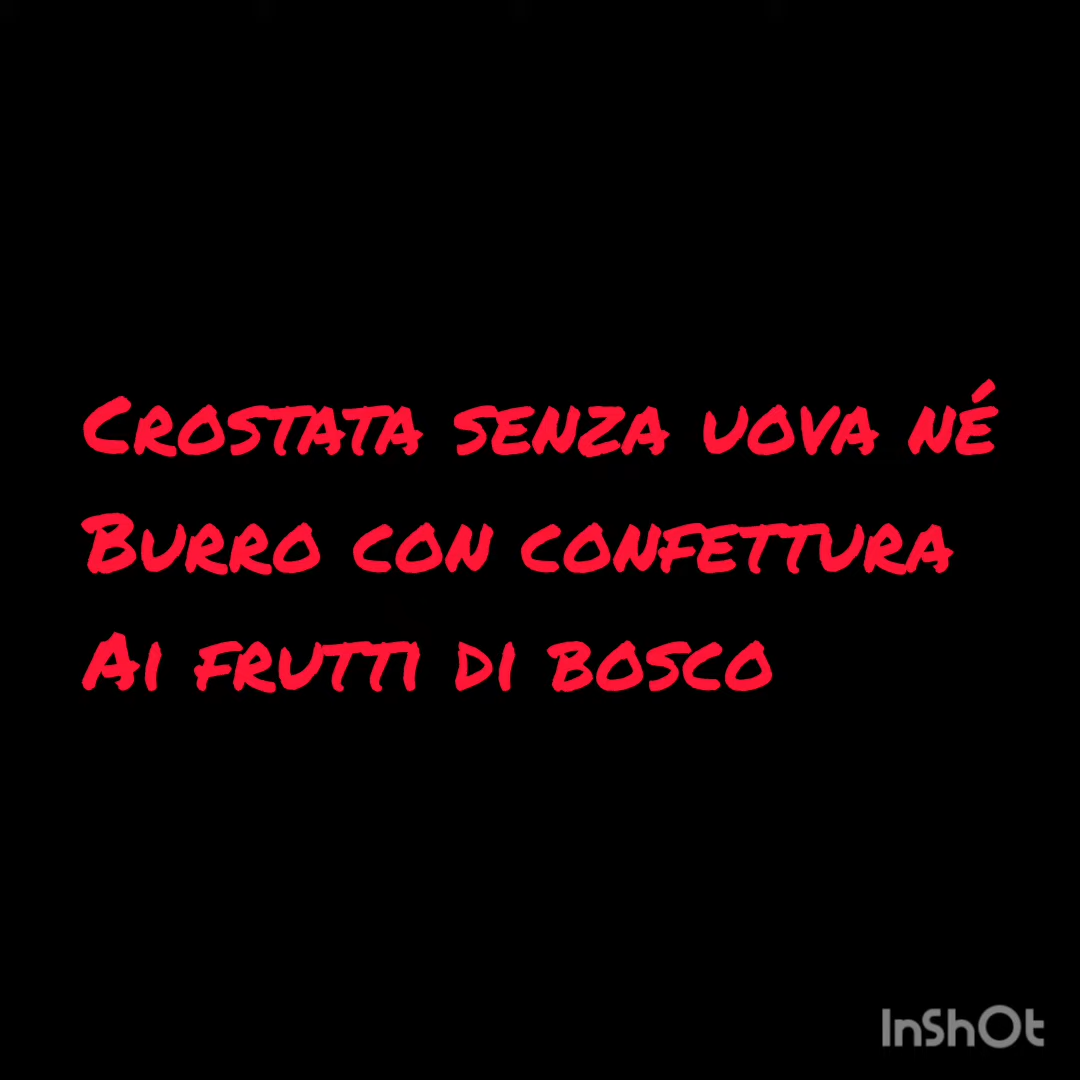 Crostata senza uova né
Burro con confettura
Ai frutti di bosco
InShOt